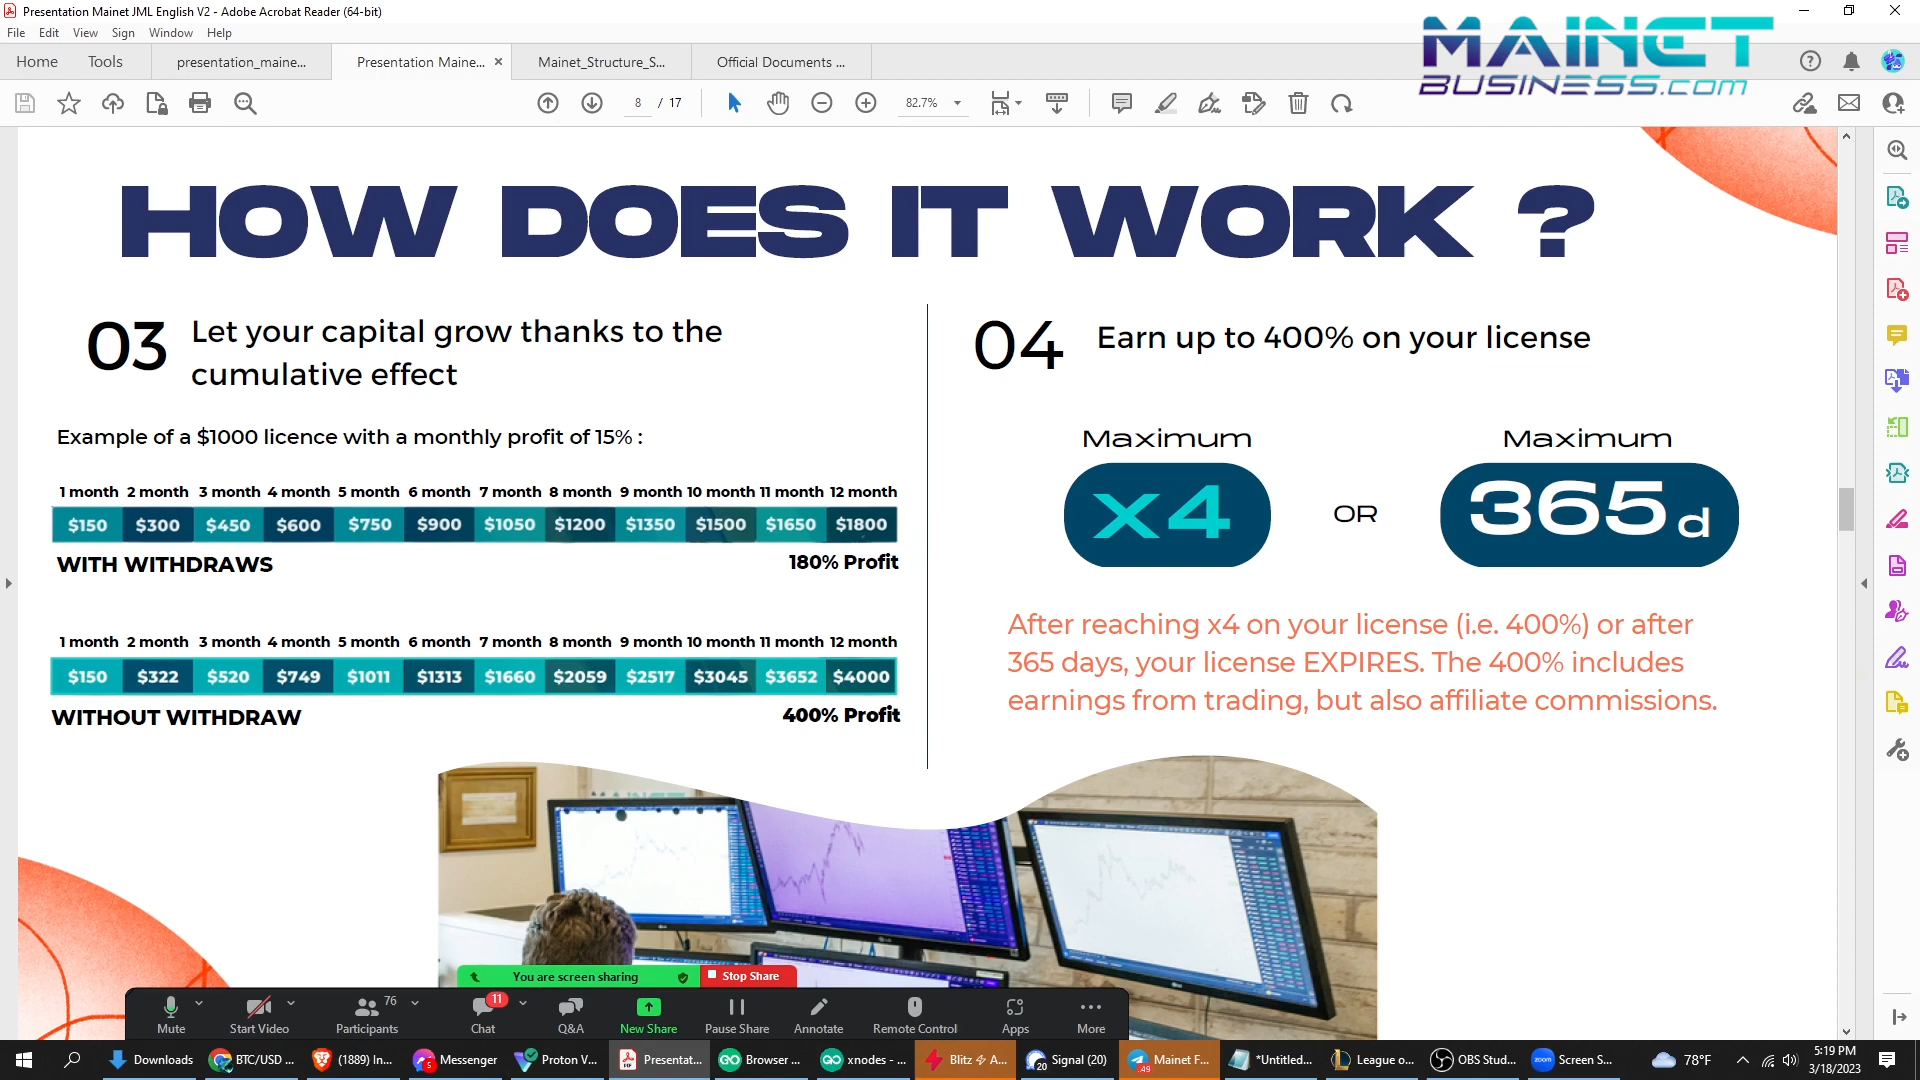 Presentation Mainet JML English V2 - Adobe Acrobat Reader (64-bit)
File Edit View Sign Window Help
MAINET
BUSINESS.com
Home Tools presentation_maine... Presentation Maine... Mainet_Structure_S... Official Documents ...
8 / 17 82.7%
HOW DOES IT WORK ?
03 Let your capital grow thanks to the
cumulative effect
Example of a $1000 licence with a monthly profit of 15% :
1 month 2 month 3 month 4 month 5 month 6 month 7 month 8 month 9 month 10 month 11 month 12 month
$150 $300 $450 $600 $750 $900 $1050 $1200 $1350 $1500 $1650 $1800
WITH WITHDRAWS 180% Profit
1 month 2 month 3 month 4 month 5 month 6 month 7 month 8 month 9 month 10 month 11 month 12 month
$150 $322 $520 $749 $1011 $1313 $1660 $2059 $2517 $3045 $3652 $4000
WITHOUT WITHDRAW 400% Profit
04 Earn up to 400% on your license
Maximum Maximum
x4 OR 365 d
After reaching x4 on your license (i.e. 400%) or after
365 days, your license EXPIRES. The 400% includes
earnings from trading, but also affiliate commissions.
You are screen sharing Stop Share
76 11
Mute Start Video Participants Chat Q&A New Share Pause Share Annotate Remote Control Apps More
Downloads BTC/USD ... (1889) In... Messenger Proton V... Presentat... Browser ... xnodes - ... Blitz ⚡ A... Signal (20) Mainet F... *Untitled... League o... OBS Stud... Screen S... 78°F
5:19 PM
3/18/2023